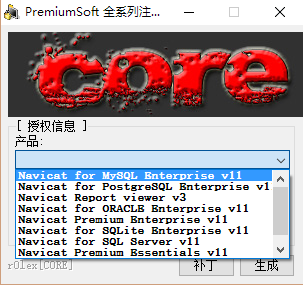 PremiumSoft 全系列注...
core
[ 授权信息 ]
产品:
Navicat for MySQL Enterprise v11
Navicat for PostgreSQL Enterprise v1
Navicat Report viewer v3
Navicat for ORACLE Enterprise v11
Navicat Premium Enterprise v11
Navicat for SQLite Enterprise v11
Navicat for SQL Server v11
Navicat Premium Essentials v11
r0lex[CORE]
补丁
生成